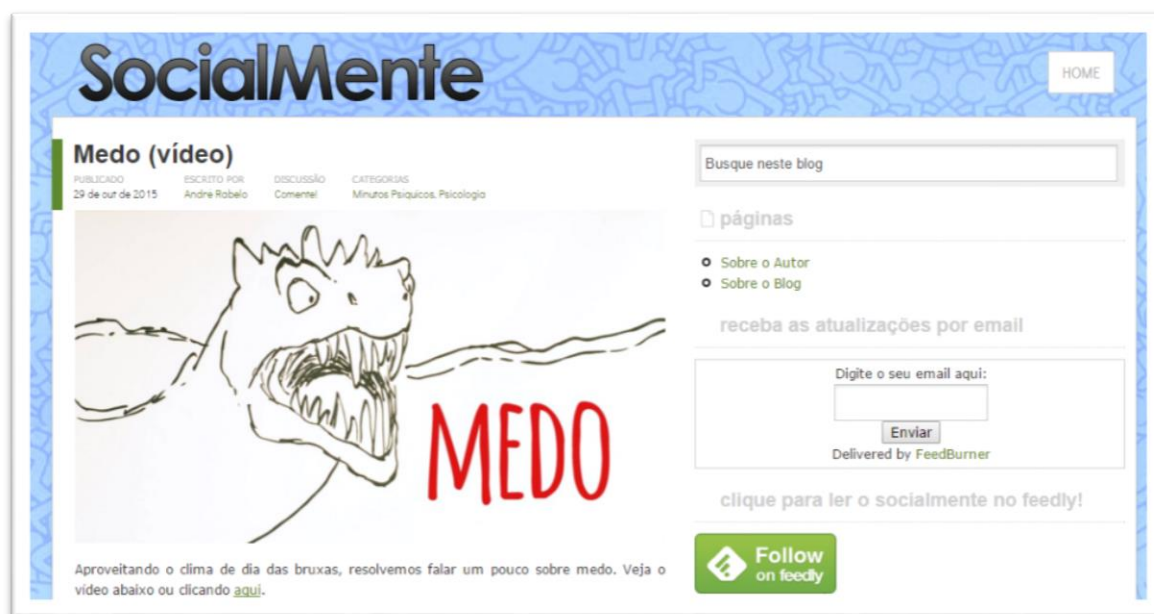 SocialMente
HOME
Medo (vídeo)
PUBLICADO ESCRITO POR DISCUSSÃO CATEGORIAS
29 de out de 2015 Andre Rabelo Comente! Minutos Psiquicos, Psicologia
MEDO
Aproveitando o clima de dia das bruxas, resolvemos falar um pouco sobre medo. Veja o
vídeo abaixo ou clicando aqui.
Busque neste blog
páginas
Sobre o Autor
Sobre o Blog
receba as atualizações por email
Digite o seu email aqui:
Enviar
Delivered by FeedBurner
clique para ler o socialmente no feedly!
Follow
on feedly